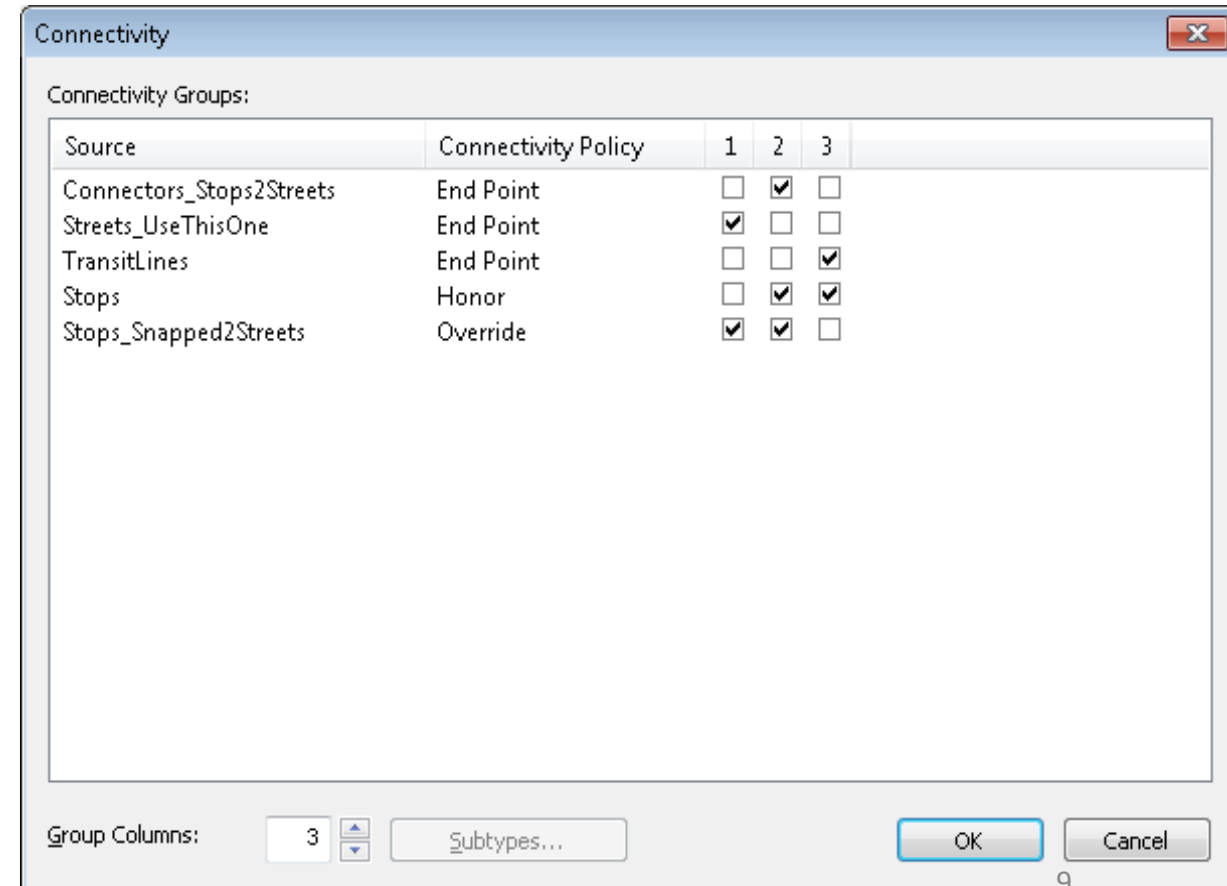 Connectivity
Connectivity Groups:
Source Connectivity Policy 1 2 3
Connectors_Stops2Streets End Point
Streets_UseThisOne End Point
TransitLines End Point
Stops Honor
Stops_Snapped2Streets Override
Group Columns: 3 Subtypes... OK Cancel
9